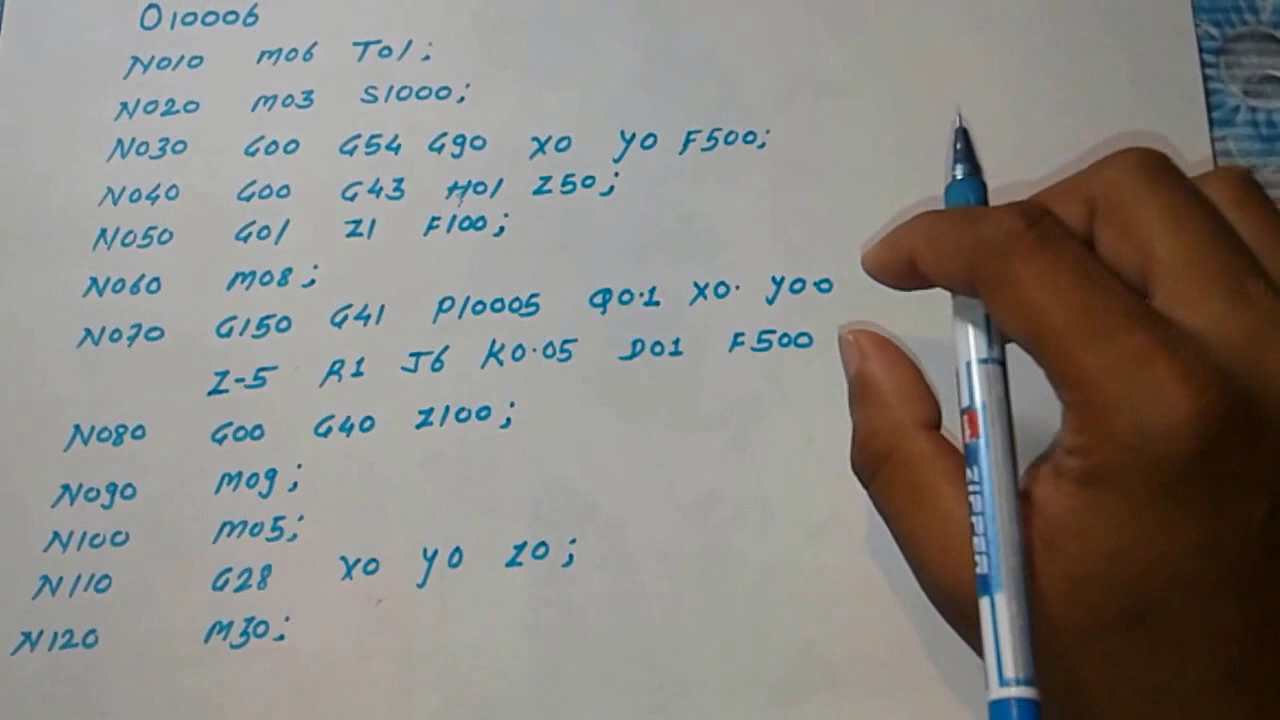 O10006
N010 M06 T01;
N020 M03 S1000;
N030 G00 G54 G90 X0 Y0 F500;
N040 G00 G43 H01 Z50;
N050 G01 Z1 F100;
N060 M08;
N070 G150 G41 P10005 Q0.1 X0. Y00
Z-5 R1 J6 K0.05 D01 F500
N080 G00 G40 Z100;
N090 M09;
N100 M05;
N110 G28 X0 Y0 Z0;
N120 M30;
ZIPPER